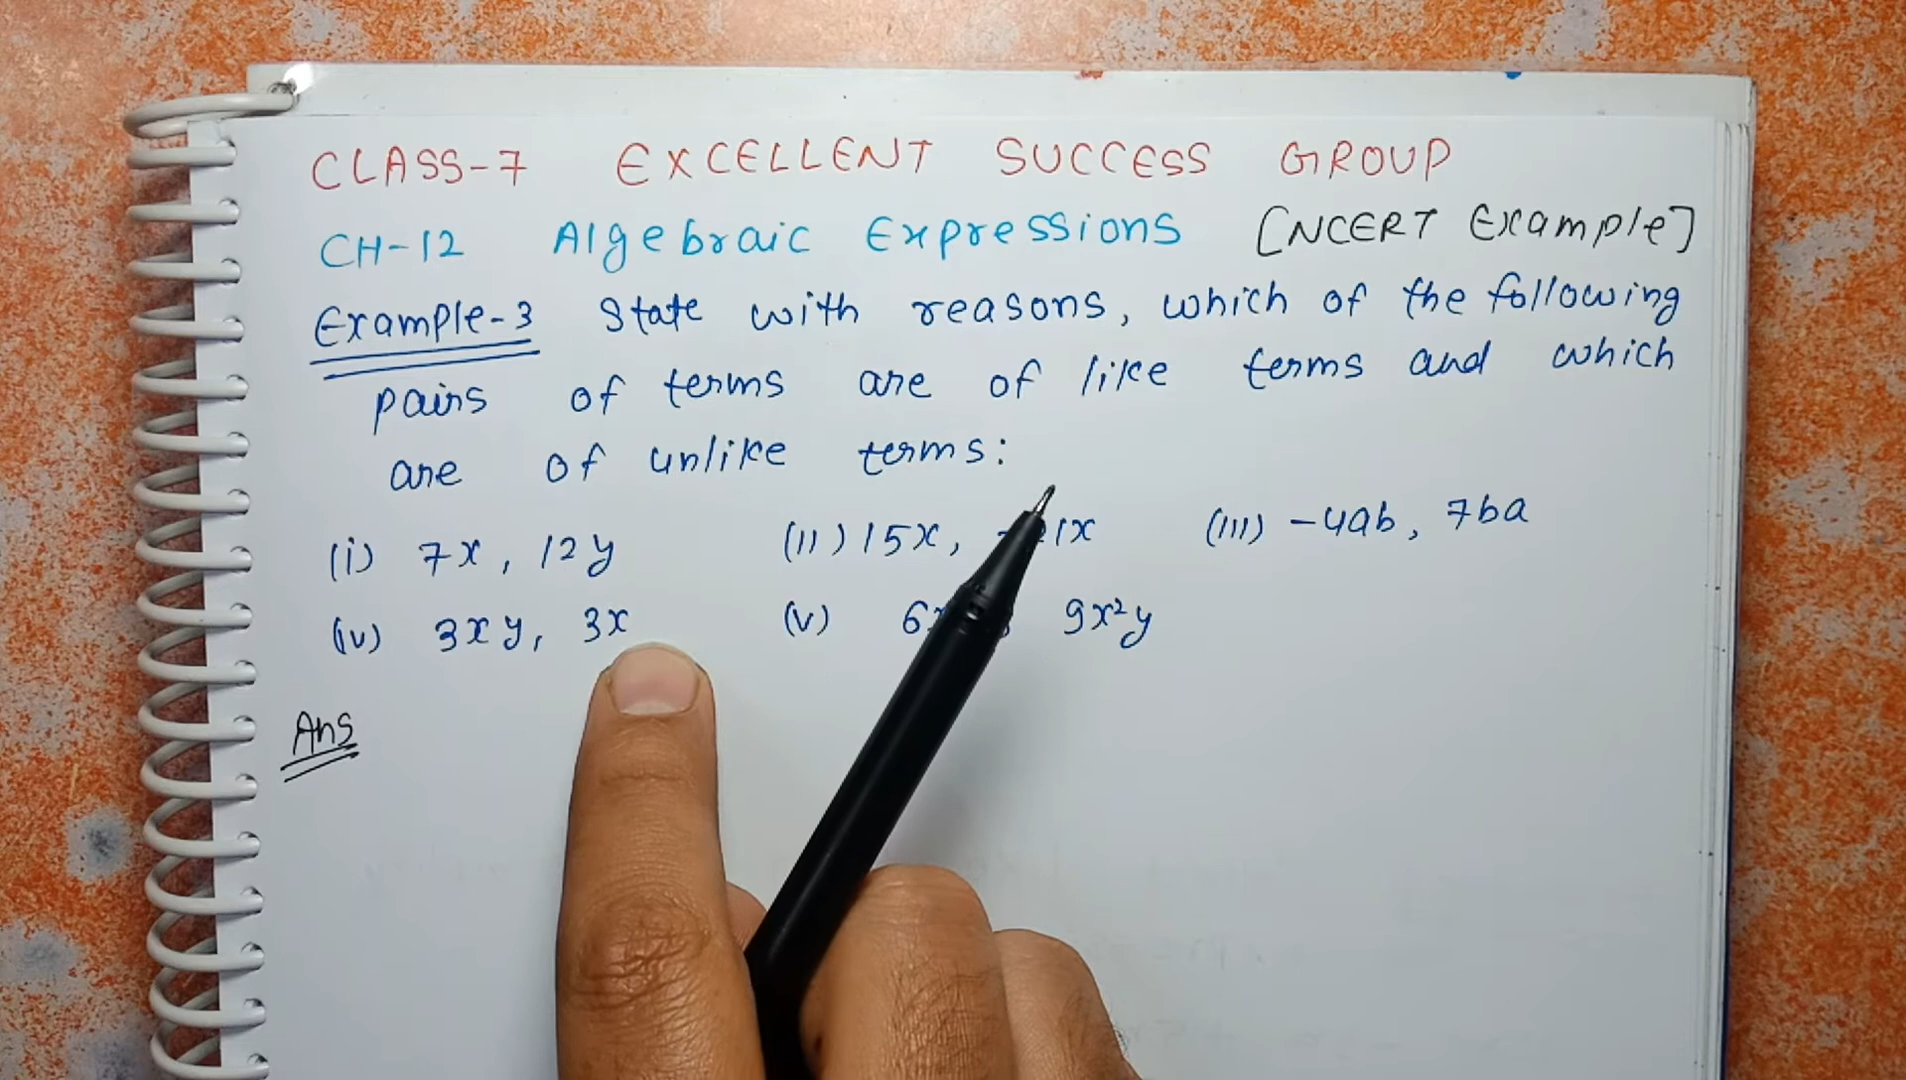 CLASS-7 EXCELLENT SUCCESS GROUP
CH-12 Algebraic Expressions [NCERT Example]
Example-3 State with reasons, which of the following
pairs of terms are of like terms and which
are of unlike terms:
(i) 7x, 12y (ii) 15x, 1x (iii) -4ab, 7ba
(iv) 3xy, 3x (v) 6 9x²y
Ans